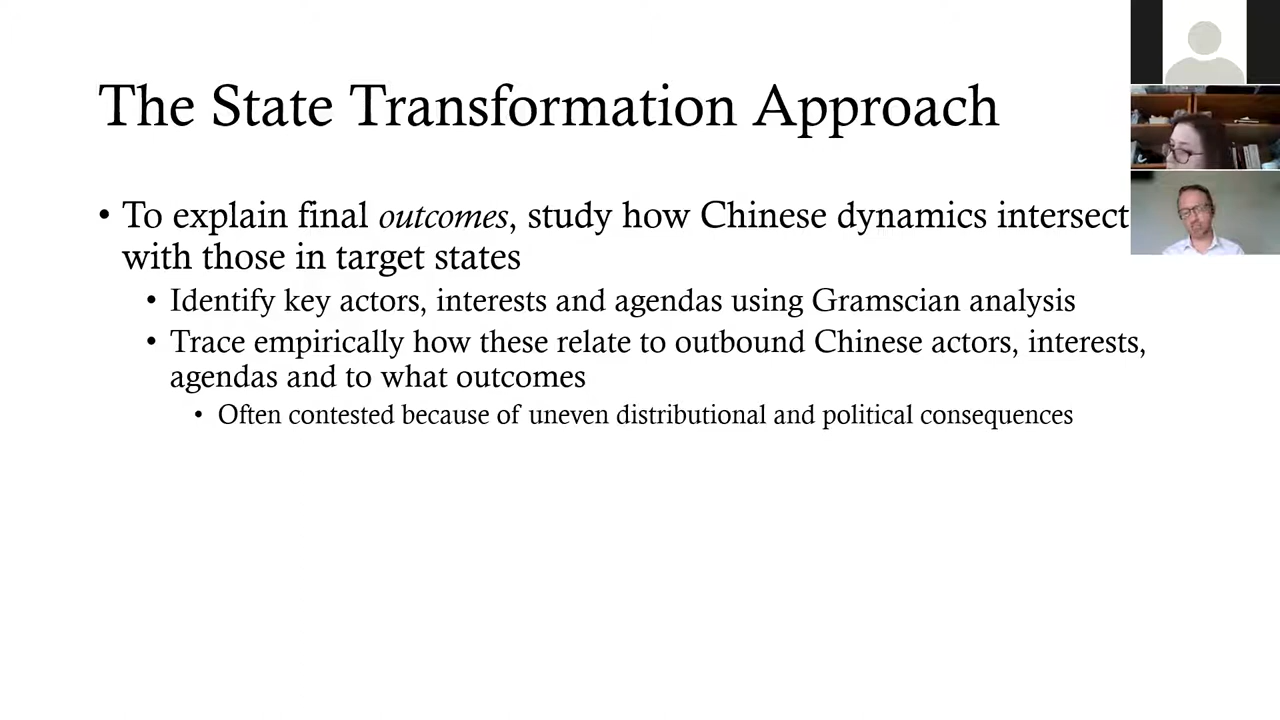 The State Transformation Approach
• To explain final outcomes, study how Chinese dynamics intersect
with those in target states
• Identify key actors, interests and agendas using Gramscian analysis
• Trace empirically how these relate to outbound Chinese actors, interests,
agendas and to what outcomes
• Often contested because of uneven distributional and political consequences